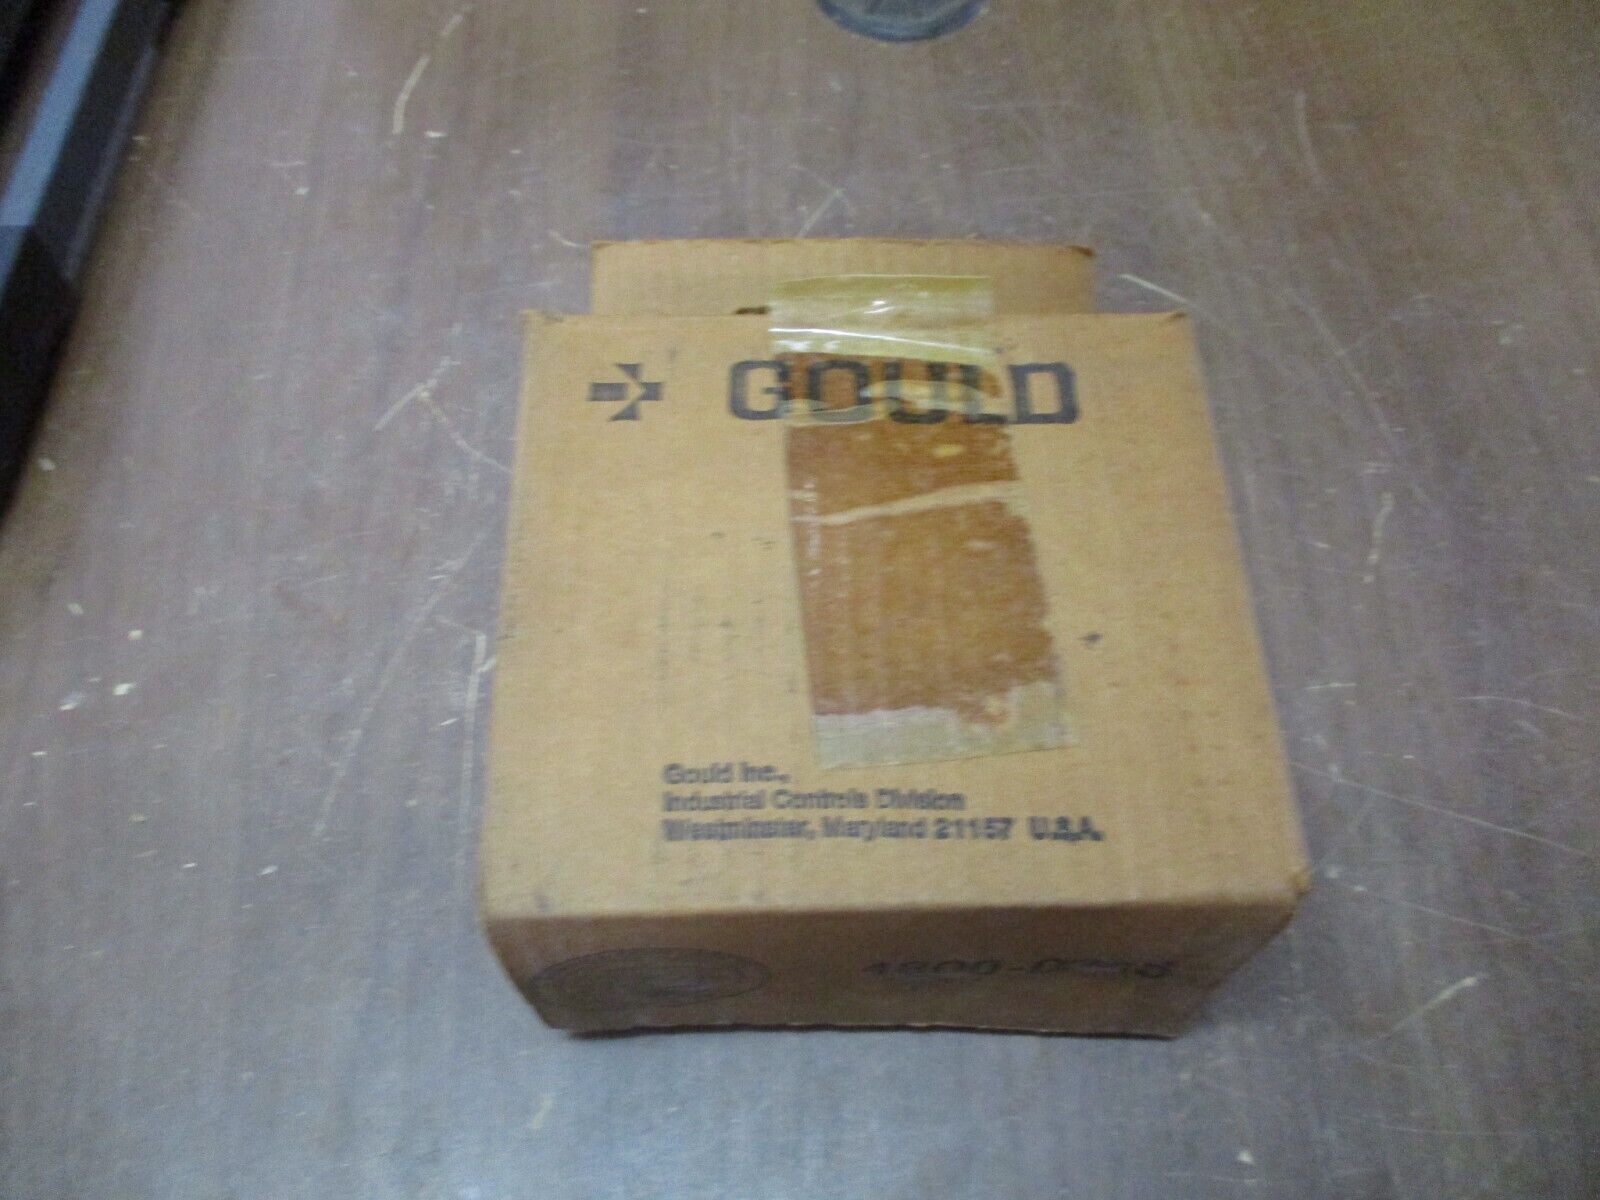 GOULD
Gould Inc.,
Industrial Controls Division
Westminster, Maryland 21157 U.S.A.